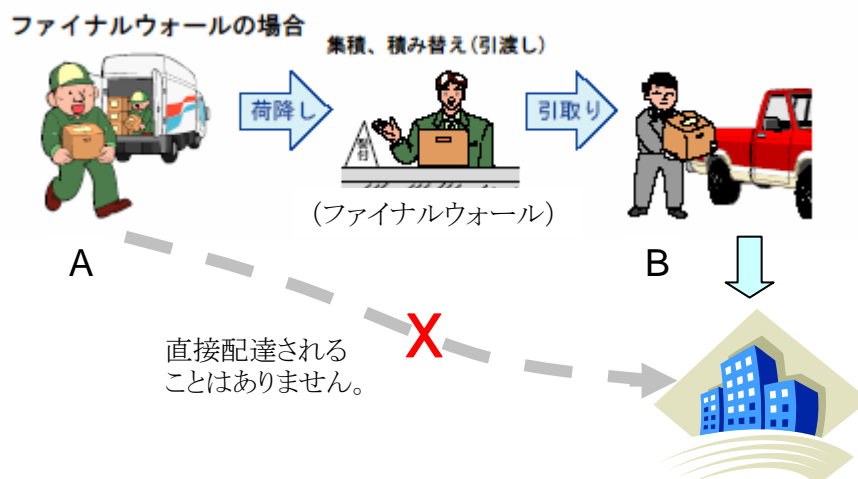 ファイナルウォールの場合
集積、積み替え(引渡し)
荷降し
受付
引取り
(ファイナルウォール)
A
B
X
直接配達される
ことはありません。